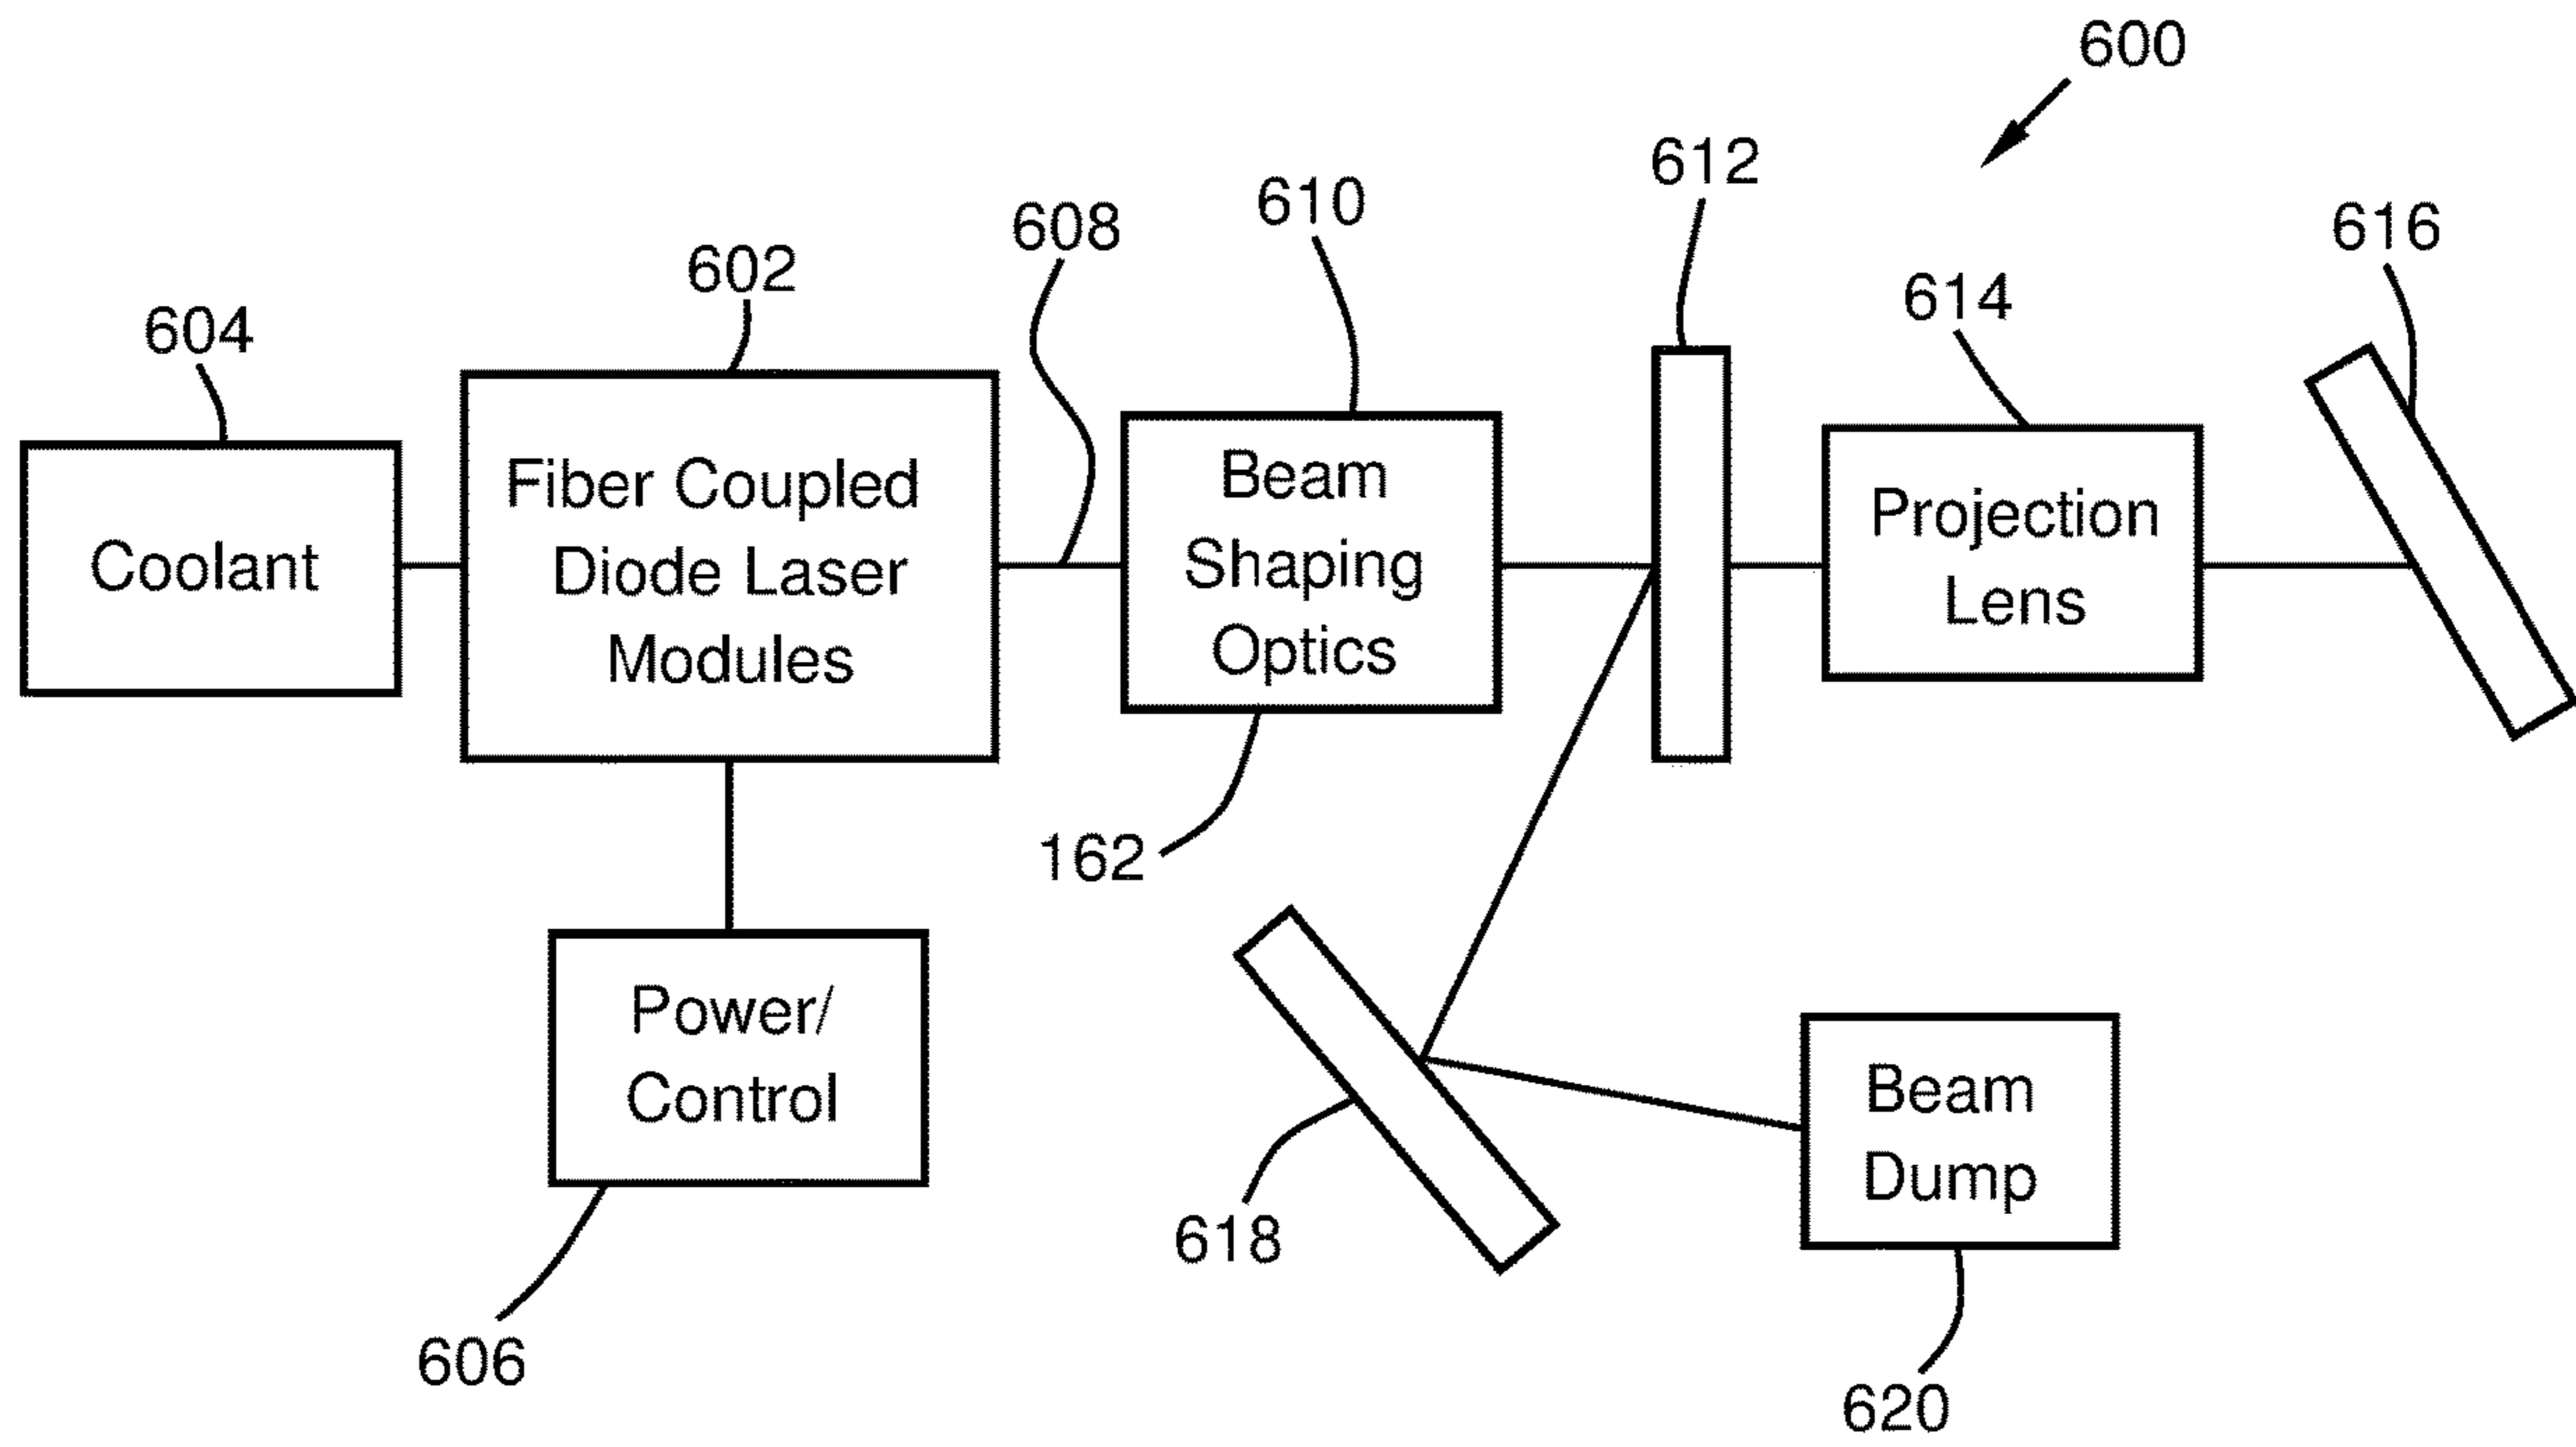 600
612
610
608
616
602
614
604
Fiber Coupled
Diode Laser
Modules
Beam
Shaping
Optics
Projection
Lens
Coolant
162
Power/
Control
Beam
Dump
618
606
620